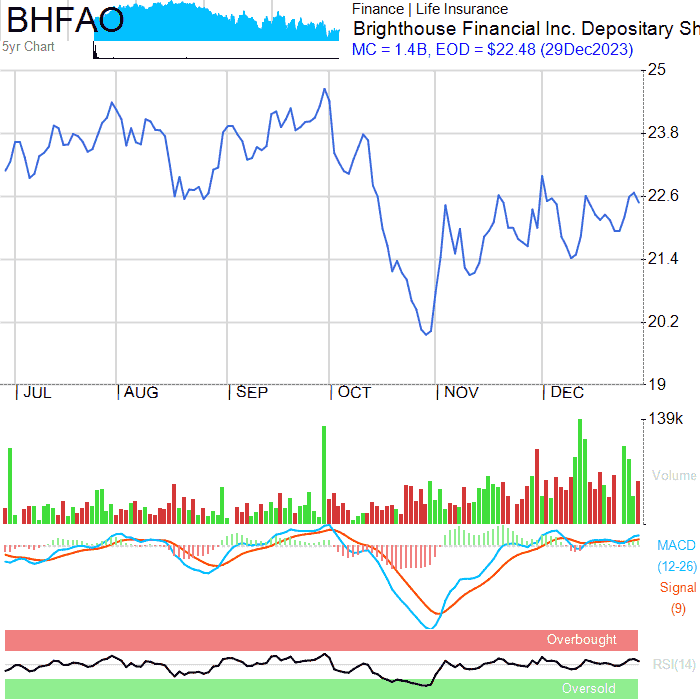 BHFAO
5yr Chart
Finance | Life Insurance
Brighthouse Financial Inc. Depositary Sh
MC = 1.4B, EOD = $22.48 (29Dec2023)
25
23.8
22.6
21.4
20.2
19
| JUL | AUG | SEP | OCT | NOV | DEC
139k
Volume
MACD
(12-26)
Signal
(9)
Overbought
RSI(14)
Oversold